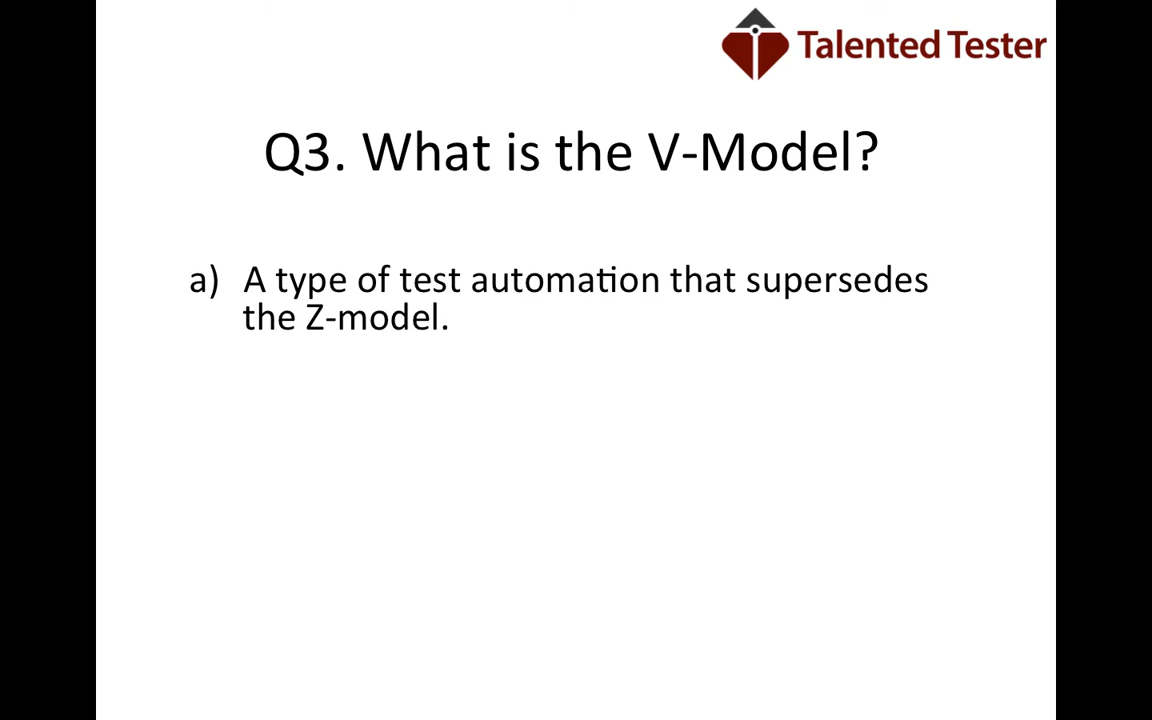 Talented Tester
Q3. What is the V-Model?
a) A type of test automation that supersedes
the Z-model.